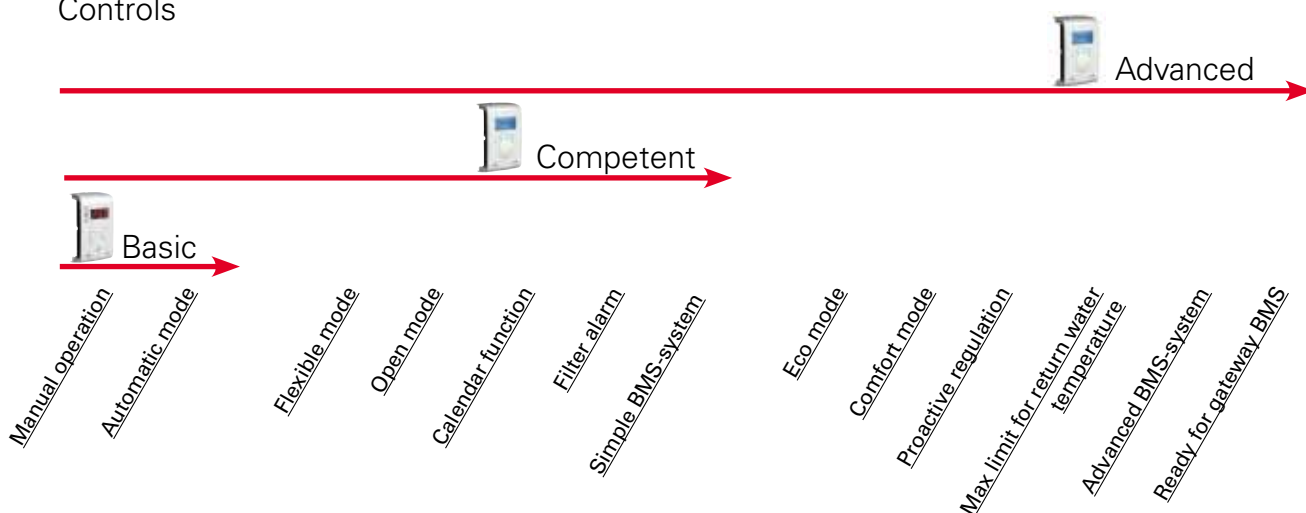 Controls
Advanced
Competent
Basic
Manual operation
Automatic mode
Flexible mode
Open mode
Calendar function
Filter alarm
Simple BMS-system
Eco mode
Comfort mode
Proactive regulation
Max limit for return water
temperature
Advanced BMS-system
Ready for gateway BMS